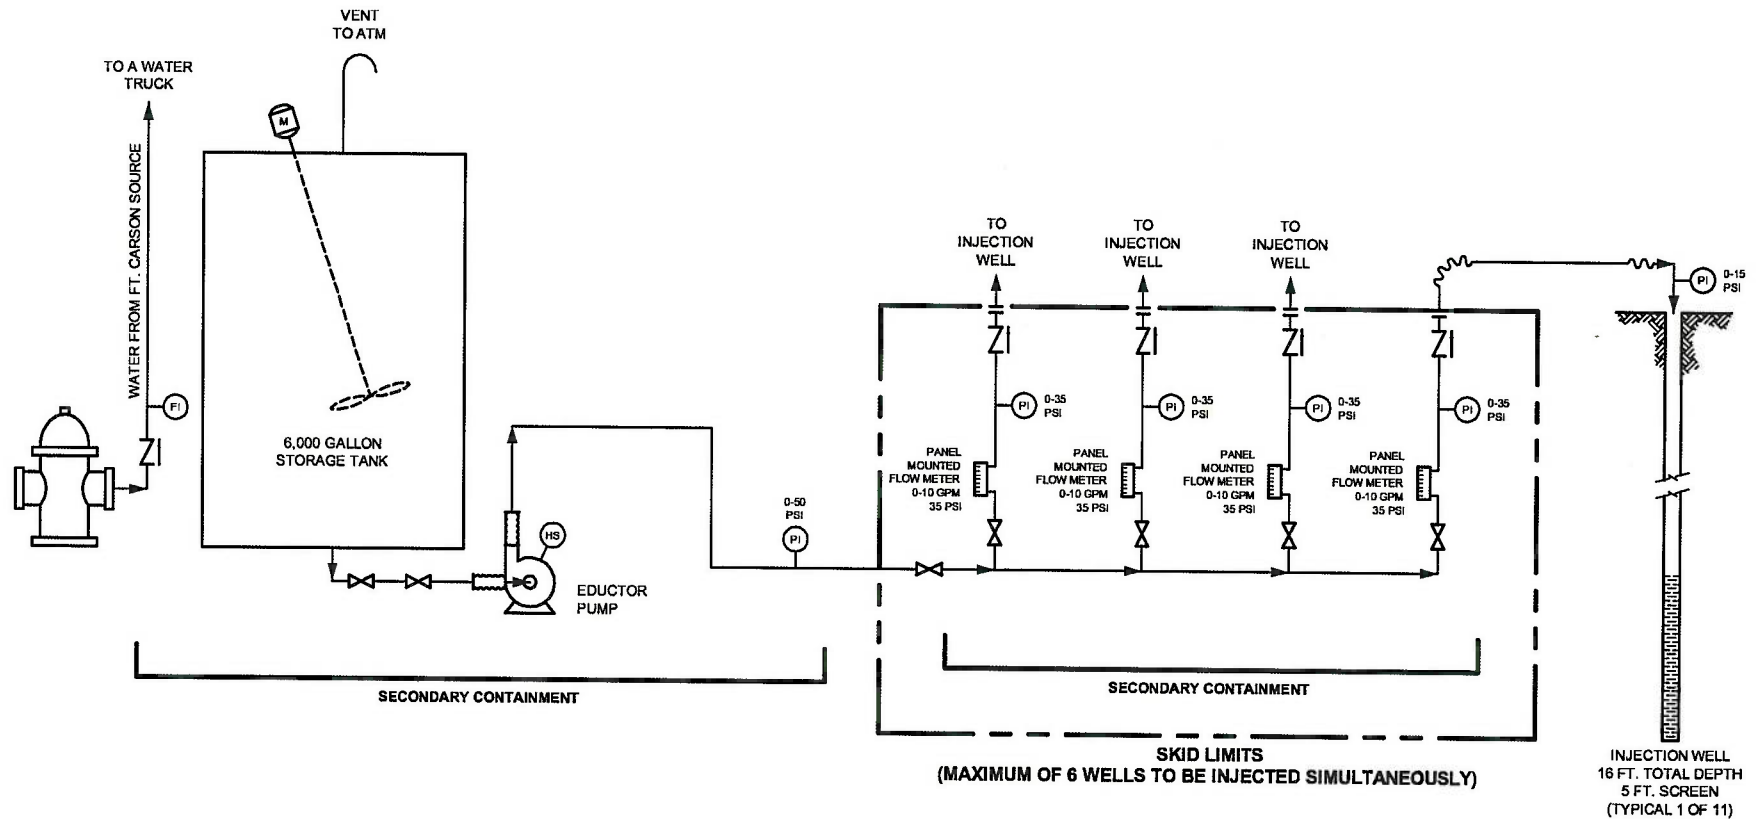 VENT
TO ATM
TO A WATER
TRUCK
M
WATER FROM FT. CARSON SOURCE
FI
6,000 GALLON
STORAGE TANK
HS
EDUCTOR
PUMP
0-50
PSI
PI
SECONDARY CONTAINMENT
TO
INJECTION
WELL
TO
INJECTION
WELL
TO
INJECTION
WELL
PI
0-15
PSI
PI
0-35
PSI
PI
0-35
PSI
PI
0-35
PSI
PI
0-35
PSI
PANEL
MOUNTED
FLOW METER
0-10 GPM
35 PSI
PANEL
MOUNTED
FLOW METER
0-10 GPM
35 PSI
PANEL
MOUNTED
FLOW METER
0-10 GPM
35 PSI
PANEL
MOUNTED
FLOW METER
0-10 GPM
35 PSI
SECONDARY CONTAINMENT
SKID LIMITS
(MAXIMUM OF 6 WELLS TO BE INJECTED SIMULTANEOUSLY)
INJECTION WELL
16 FT. TOTAL DEPTH
5 FT. SCREEN
(TYPICAL 1 OF 11)